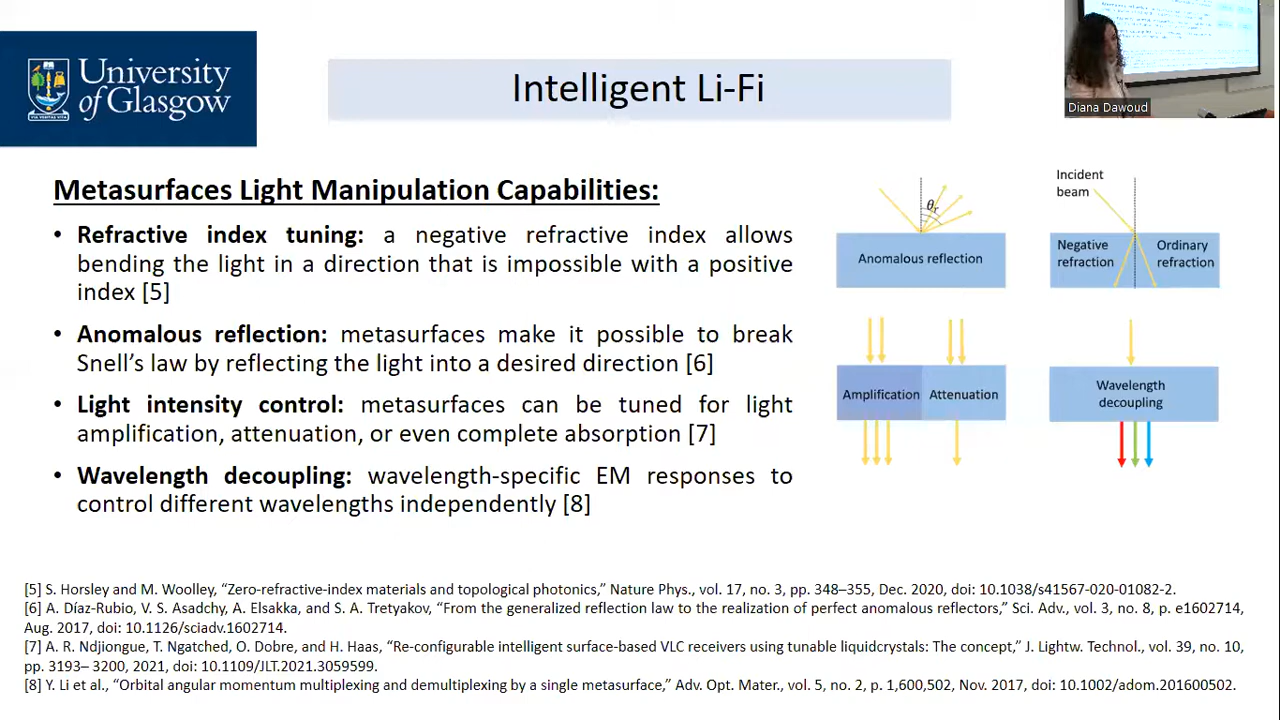 University
of Glasgow
Intelligent Li-Fi
Diana Dawoud
Metasurfaces Light Manipulation Capabilities:
• Refractive index tuning: a negative refractive index allows
bending the light in a direction that is impossible with a positive
index [5]
• Anomalous reflection: metasurfaces make it possible to break
Snell’s law by reflecting the light into a desired direction [6]
• Light intensity control: metasurfaces can be tuned for light
amplification, attenuation, or even complete absorption [7]
• Wavelength decoupling: wavelength-specific EM responses to
control different wavelengths independently [8]
θr
Anomalous reflection
Incident
beam
Negative
refraction
Ordinary
refraction
Amplification
Attenuation
Wavelength
decoupling
[5] S. Horsley and M. Woolley, “Zero-refractive-index materials and topological photonics,” Nature Phys., vol. 17, no. 3, pp. 348–355, Dec. 2020, doi: 10.1038/s41567-020-01082-2.
[6] A. Díaz-Rubio, V. S. Asadchy, A. Elsakka, and S. A. Tretyakov, “From the generalized reflection law to the realization of perfect anomalous reflectors,” Sci. Adv., vol. 3, no. 8, p. e1602714,
Aug. 2017, doi: 10.1126/sciadv.1602714.
[7] A. R. Ndjiongue, T. Ngatched, O. Dobre, and H. Haas, “Re-configurable intelligent surface-based VLC receivers using tunable liquidcrystals: The concept,” J. Lightw. Technol., vol. 39, no. 10,
pp. 3193– 3200, 2021, doi: 10.1109/JLT.2021.3059599.
[8] Y. Li et al., “Orbital angular momentum multiplexing and demultiplexing by a single metasurface,” Adv. Opt. Mater., vol. 5, no. 2, p. 1,600,502, Nov. 2017, doi: 10.1002/adom.201600502.